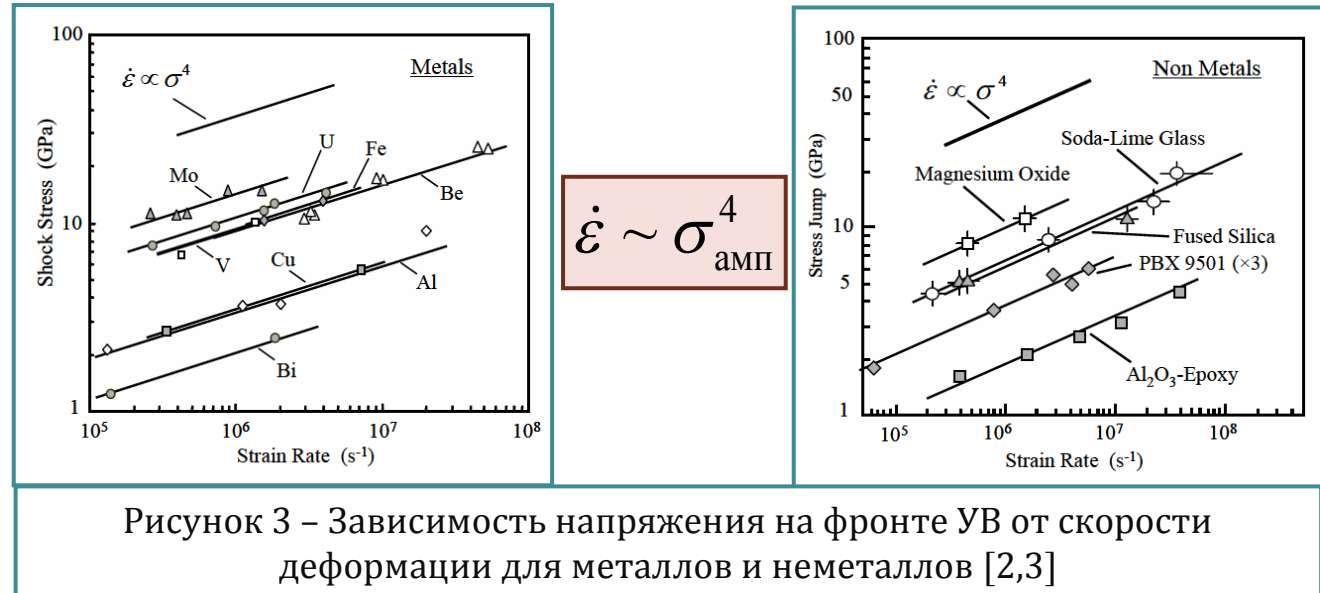 100
10
1
Shock Stress (GPa)
Metals
ε̇ ∝ σ⁴
Mo
U
Fe
Be
V
Cu
Al
Bi
10⁵
10⁶
10⁷
10⁸
Strain Rate (s⁻¹)
ε̇ ~ σ⁴амп
100
50
20
10
5
2
1
Stress Jump (GPa)
Non Metals
ε̇ ∝ σ⁴
Soda-Lime Glass
Magnesium Oxide
Fused Silica
PBX 9501 (×3)
Al₂O₃-Epoxy
10⁵
10⁶
10⁷
10⁸
Strain Rate (s⁻¹)
Рисунок 3 – Зависимость напряжения на фронте УВ от скорости
деформации для металлов и неметаллов [2,3]